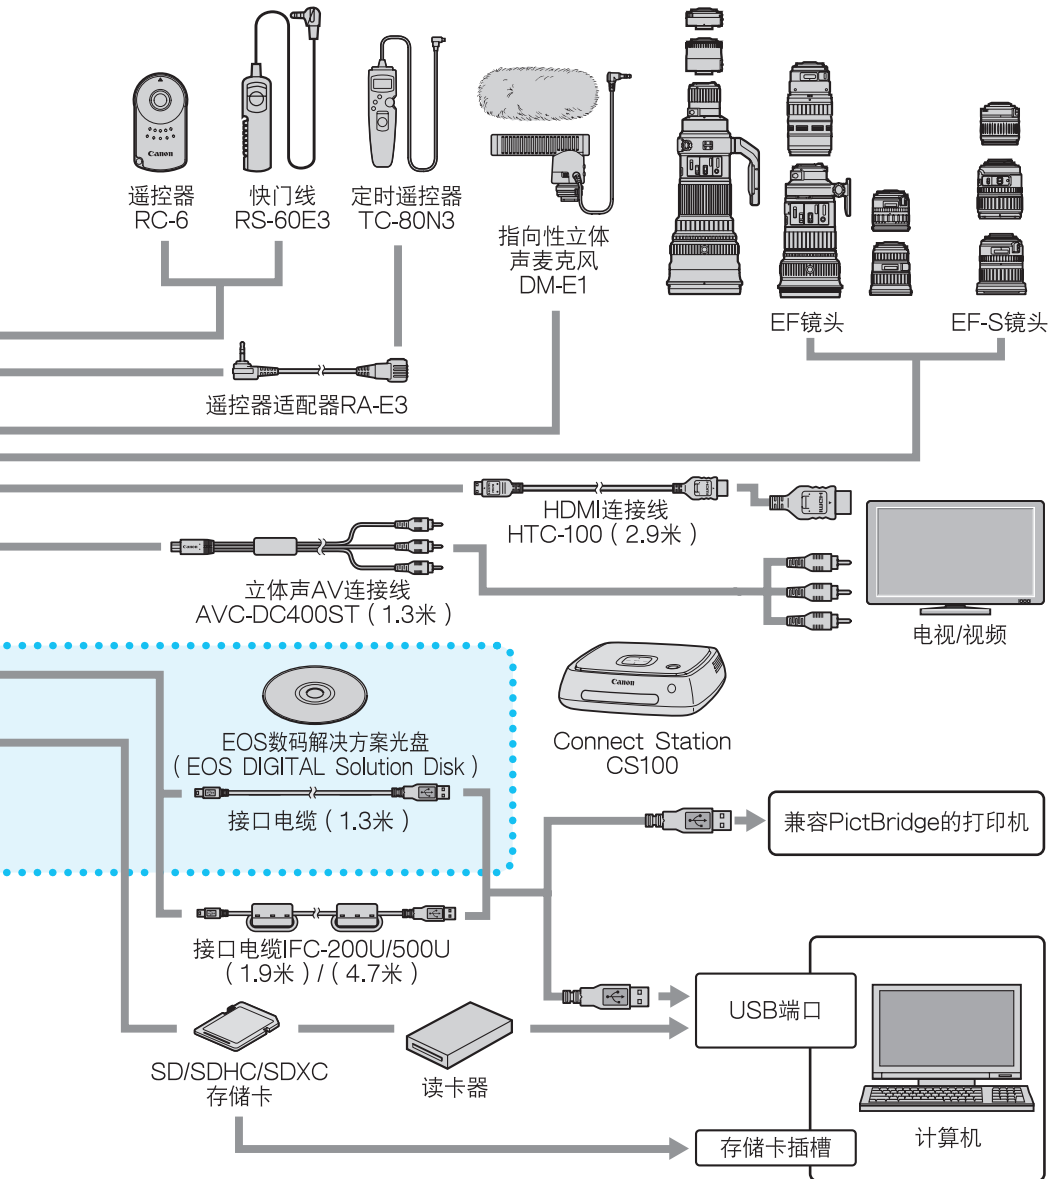 Canon
遥控器
RC-6
快门线
RS-60E3
定时遥控器
TC-80N3
指向性立体
声麦克风
DM-E1
EF镜头
EF-S镜头
遥控器适配器RA-E3
HDMI连接线
HTC-100（2.9米）
HDMI
Canon
立体声AV连接线
AVC-DC400ST（1.3米）
电视/视频
EOS数码解决方案光盘
（EOS DIGITAL Solution Disk）
接口电缆（1.3米）
Canon
Connect Station
CS100
兼容PictBridge的打印机
接口电缆IFC-200U/500U
（1.9米）/（4.7米）
USB端口
SD/SDHC/SDXC
存储卡
读卡器
存储卡插槽
计算机